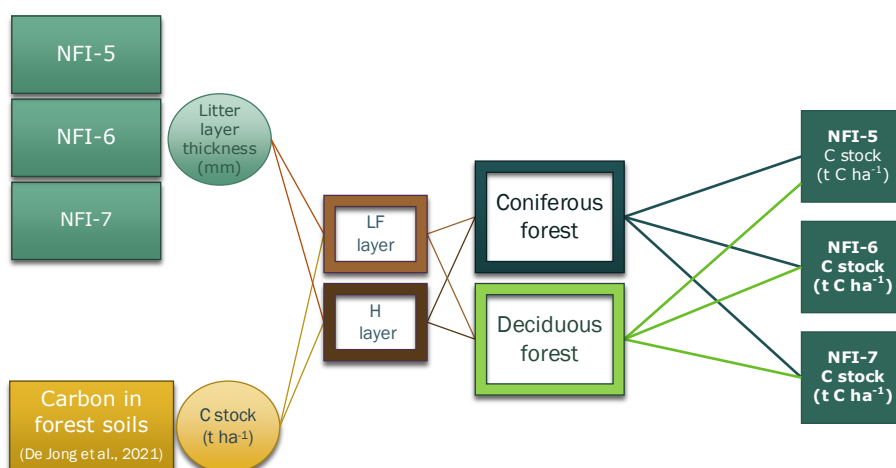 NFI-5
NFI-6
NFI-7
Litter
layer
thickness
(mm)
Carbon in
forest soils
(De Jong et al., 2021)
C stock
(t ha⁻¹)
LF
layer
H
layer
Coniferous
forest
Deciduous
forest
NFI-5
C stock
(t C ha⁻¹)
NFI-6
C stock
(t C ha⁻¹)
NFI-7
C stock
(t C ha⁻¹)